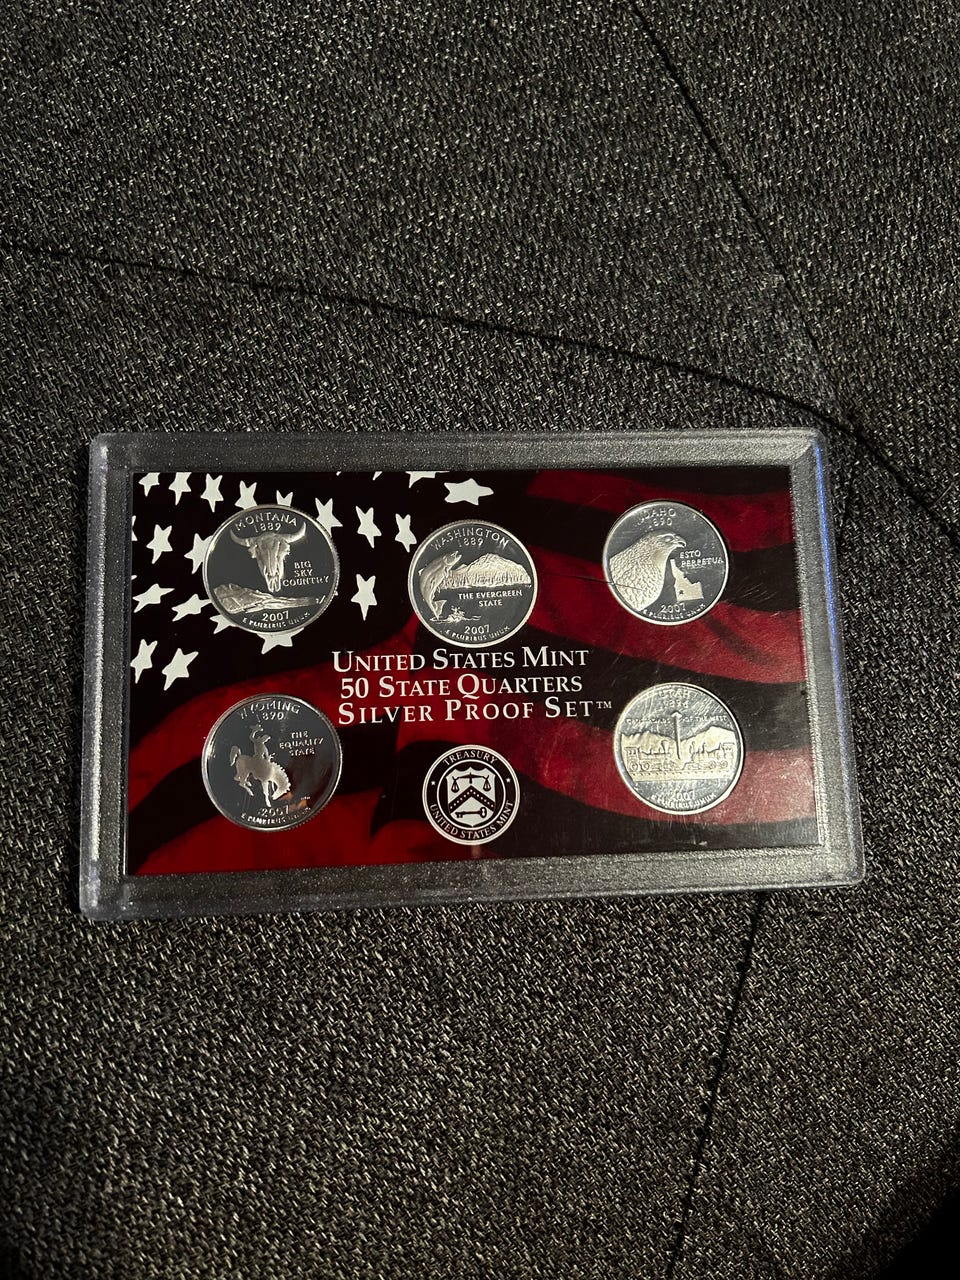 MONTANA
1889
BIG
SKY
COUNTRY
2007
E PLURIBUS UNUM
WASHINGTON
1889
THE EVERGREEN
STATE
2007
E PLURIBUS UNUM
IDAHO
1890
ESTO
PERPETUA
2007
E PLURIBUS UNUM
UNITED STATES MINT
50 STATE QUARTERS
SILVER PROOF SET™
WYOMING
1890
THE
EQUALITY
STATE
2007
E PLURIBUS UNUM
TREASURY
UNITED STATES MINT
UTAH
1896
OF THE WEST
2007
E PLURIBUS UNUM